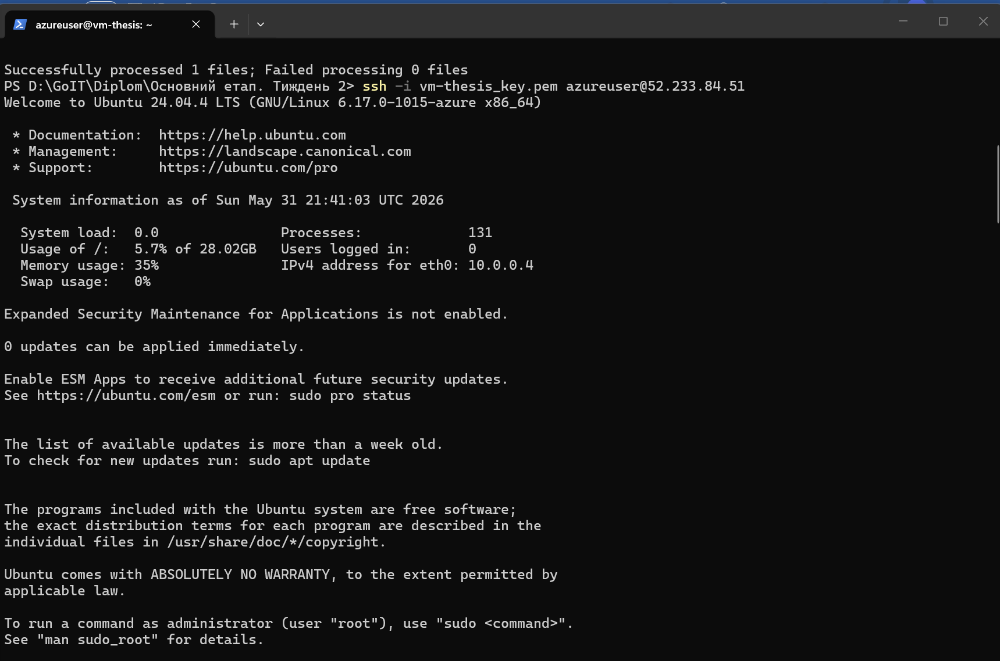 azureuser@vm-thesis: ~
Successfully processed 1 files; Failed processing 0 files
PS D:\GoIT\Diplom\Основний етап. Тиждень 2> ssh -i vm-thesis_key.pem azureuser@52.233.84.51
Welcome to Ubuntu 24.04.4 LTS (GNU/Linux 6.17.0-1015-azure x86_64)
* Documentation:  https://help.ubuntu.com
* Management:     https://landscape.canonical.com
* Support:        https://ubuntu.com/pro
System information as of Sun May 31 21:41:03 UTC 2026
System load:  0.0               Processes:             131
Usage of /:   5.7% of 28.02GB   Users logged in:       0
Memory usage: 35%               IPv4 address for eth0: 10.0.0.4
Swap usage:   0%
Expanded Security Maintenance for Applications is not enabled.
0 updates can be applied immediately.
Enable ESM Apps to receive additional future security updates.
See https://ubuntu.com/esm or run: sudo pro status
The list of available updates is more than a week old.
To check for new updates run: sudo apt update
The programs included with the Ubuntu system are free software;
the exact distribution terms for each program are described in the
individual files in /usr/share/doc/*/copyright.
Ubuntu comes with ABSOLUTELY NO WARRANTY, to the extent permitted by
applicable law.
To run a command as administrator (user "root"), use "sudo <command>".
See "man sudo_root" for details.